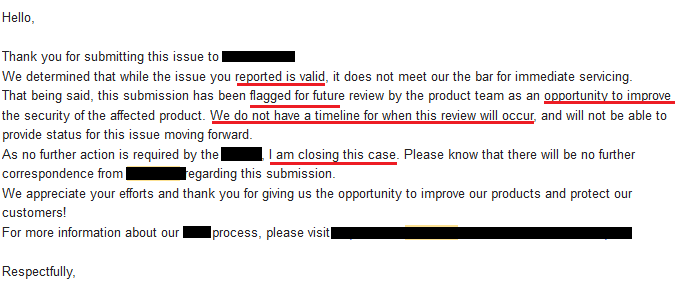 Hello,
Thank you for submitting this issue to
We determined that while the issue you reported is valid, it does not meet our the bar for immediate servicing.
That being said, this submission has been flagged for future review by the product team as an opportunity to improve
the security of the affected product. We do not have a timeline for when this review will occur, and will not be able to
provide status for this issue moving forward.
As no further action is required by the , I am closing this case. Please know that there will be no further
correspondence from regarding this submission.
We appreciate your efforts and thank you for giving us the opportunity to improve our products and protect our
customers!
For more information about our process, please visit
Respectfully,